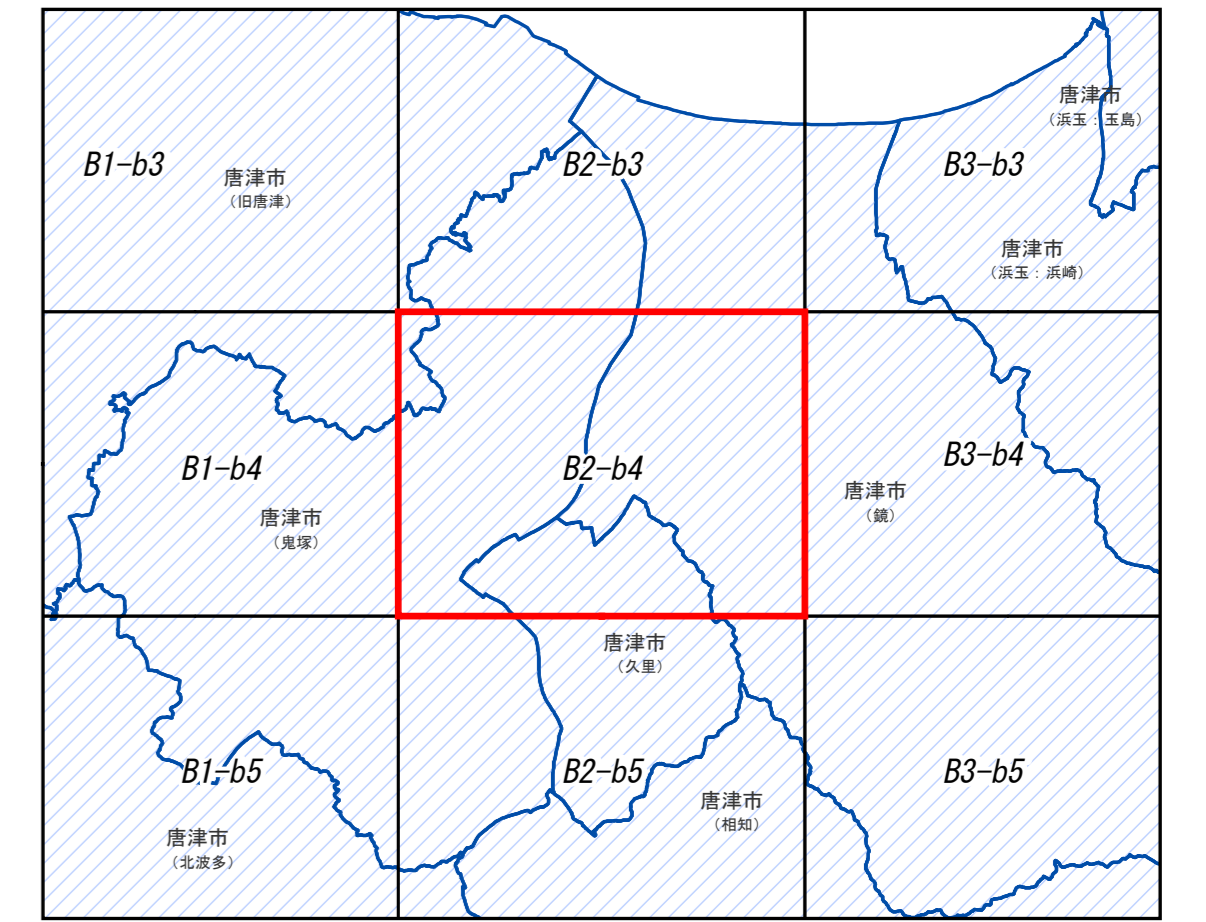 唐津市
（浜玉：玉島）
B1-b3
唐津市
（旧唐津）
B2-b3
B3-b3
唐津市
（浜玉：浜崎）
B1-b4
唐津市
（鬼塚）
B2-b4
B3-b4
唐津市
（鏡）
唐津市
（久里）
B1-b5
B2-b5
B3-b5
唐津市
（相知）
唐津市
（北波多）